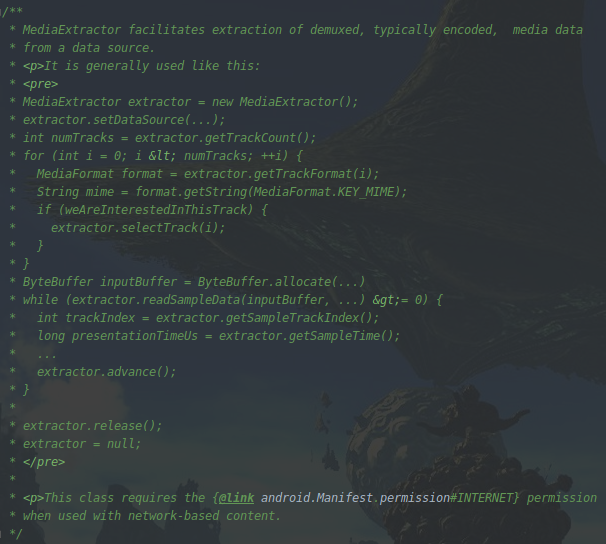 /**
* MediaExtractor facilitates extraction of demuxed, typically encoded,  media data
* from a data source.
* <p>It is generally used like this:
* <pre>
* MediaExtractor extractor = new MediaExtractor();
* extractor.setDataSource(...);
* int numTracks = extractor.getTrackCount();
* for (int i = 0; i &lt; numTracks; ++i) {
*   MediaFormat format = extractor.getTrackFormat(i);
*   String mime = format.getString(MediaFormat.KEY_MIME);
*   if (weAreInterestedInThisTrack) {
*     extractor.selectTrack(i);
*   }
* }
* ByteBuffer inputBuffer = ByteBuffer.allocate(...)
* while (extractor.readSampleData(inputBuffer, ...) &gt;= 0) {
*   int trackIndex = extractor.getSampleTrackIndex();
*   long presentationTimeUs = extractor.getSampleTime();
*   ...
*   extractor.advance();
* }
*
* extractor.release();
* extractor = null;
* </pre>
*
* <p>This class requires the {@link android.Manifest.permission#INTERNET} permission
* when used with network-based content.
*/